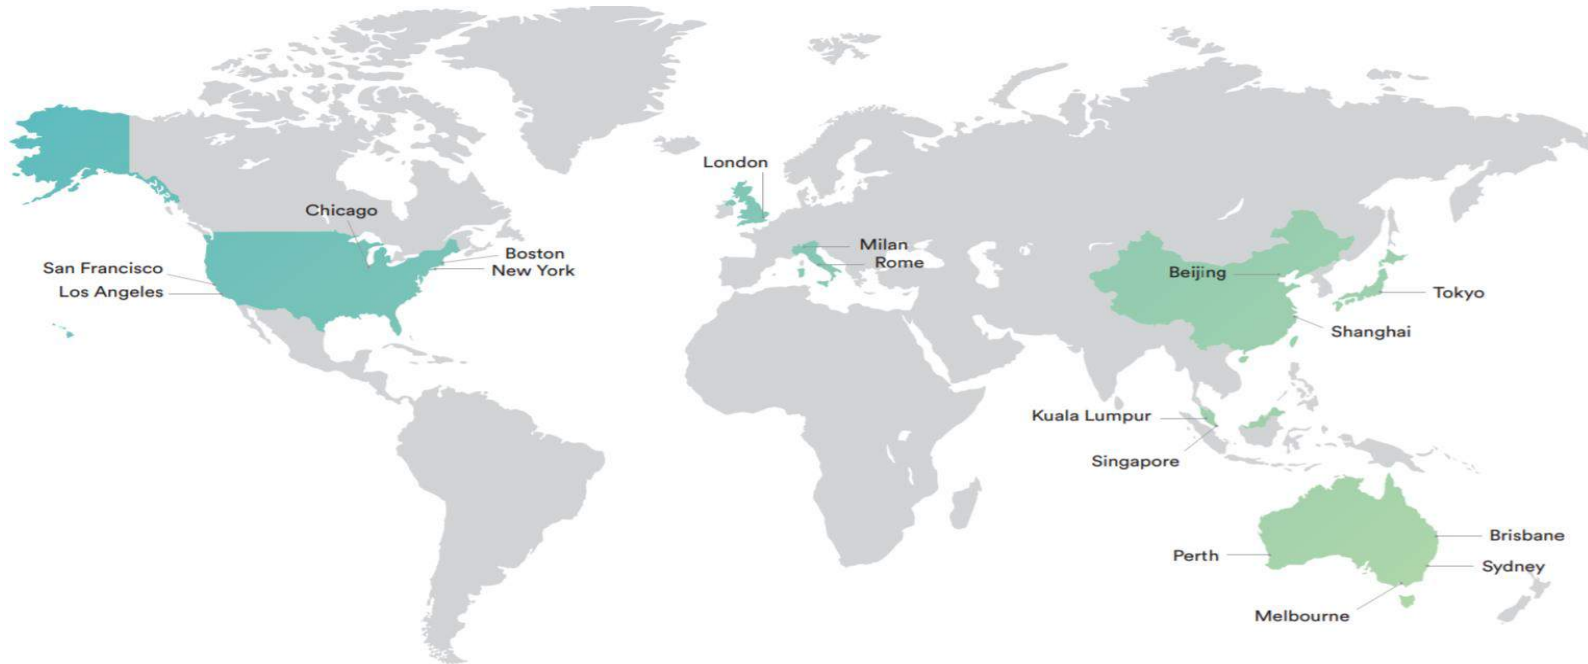 London
Chicago
Boston
New York
San Francisco
Los Angeles
Milan
Rome
Beijing
Tokyo
Shanghai
Kuala Lumpur
Singapore
Brisbane
Perth
Sydney
Melbourne